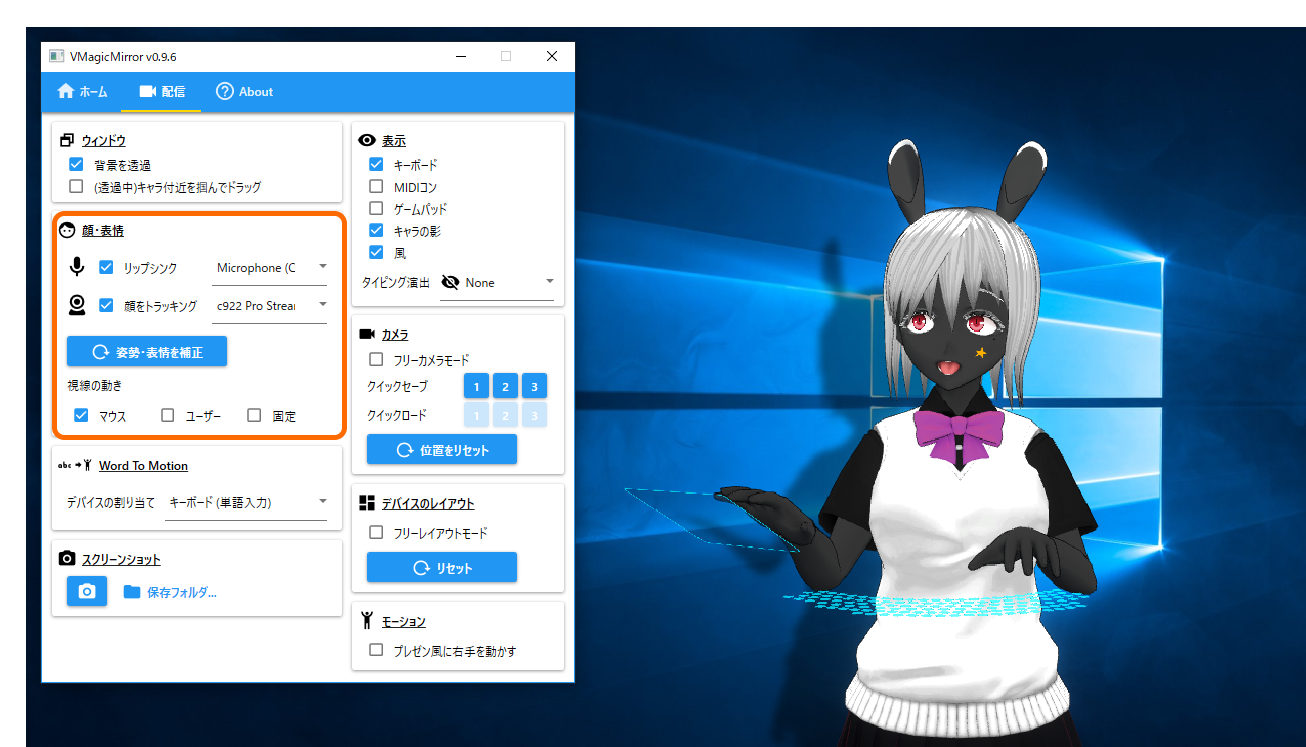 VMagicMirror v0.9.6
ホーム
配信
About
ウィンドウ
背景を透過
(透過中)キャラ付近を掴んでドラッグ
顔・表情
リップシンク
Microphone (C
顔をトラッキング
c922 Pro Strear
姿勢・表情を補正
視線の動き
マウス
ユーザー
固定
abc
Word To Motion
デバイスの割り当て
キーボード (単語入力)
スクリーンショット
保存フォルダ...
表示
キーボード
MIDIコン
ゲームパッド
キャラの影
風
タイピング演出
None
カメラ
フリーカメラモード
クイックセーブ
1 2 3
クイックロード
1 2 3
位置をリセット
デバイスのレイアウト
フリーレイアウトモード
リセット
モーション
プレゼン風に右手を動かす